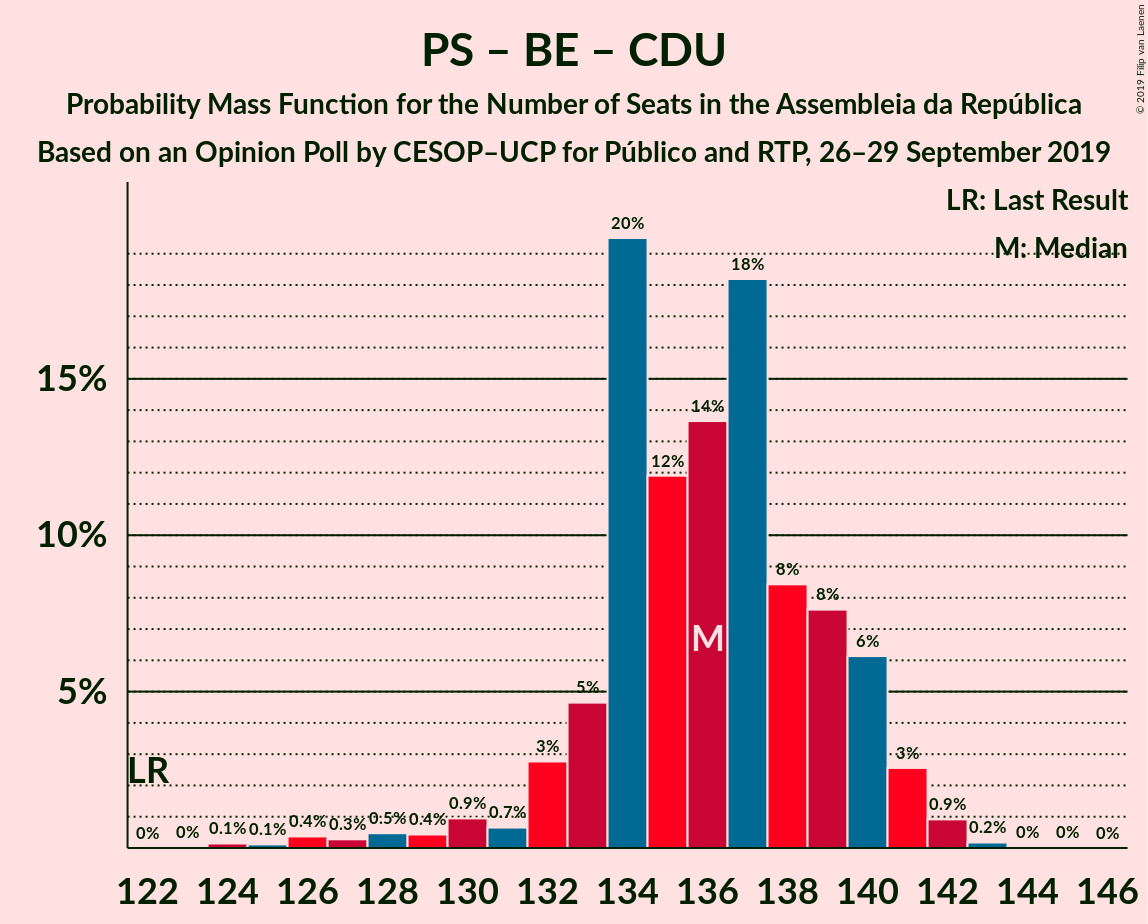 PS – BE – CDU
Probability Mass Function for the Number of Seats in the Assembleia da República
Based on an Opinion Poll by CESOP–UCP for Público and RTP, 26–29 September 2019
© 2019 Filip van Laenen
LR: Last Result
M: Median
15%
10%
5%
LR
M
0% 0% 0.1% 0.1% 0.4% 0.3% 0.5% 0.4% 0.9% 0.7% 3% 5% 20% 12% 14% 18% 8% 8% 6% 3% 0.9% 0.2% 0% 0% 0%
122 124 126 128 130 132 134 136 138 140 142 144 146